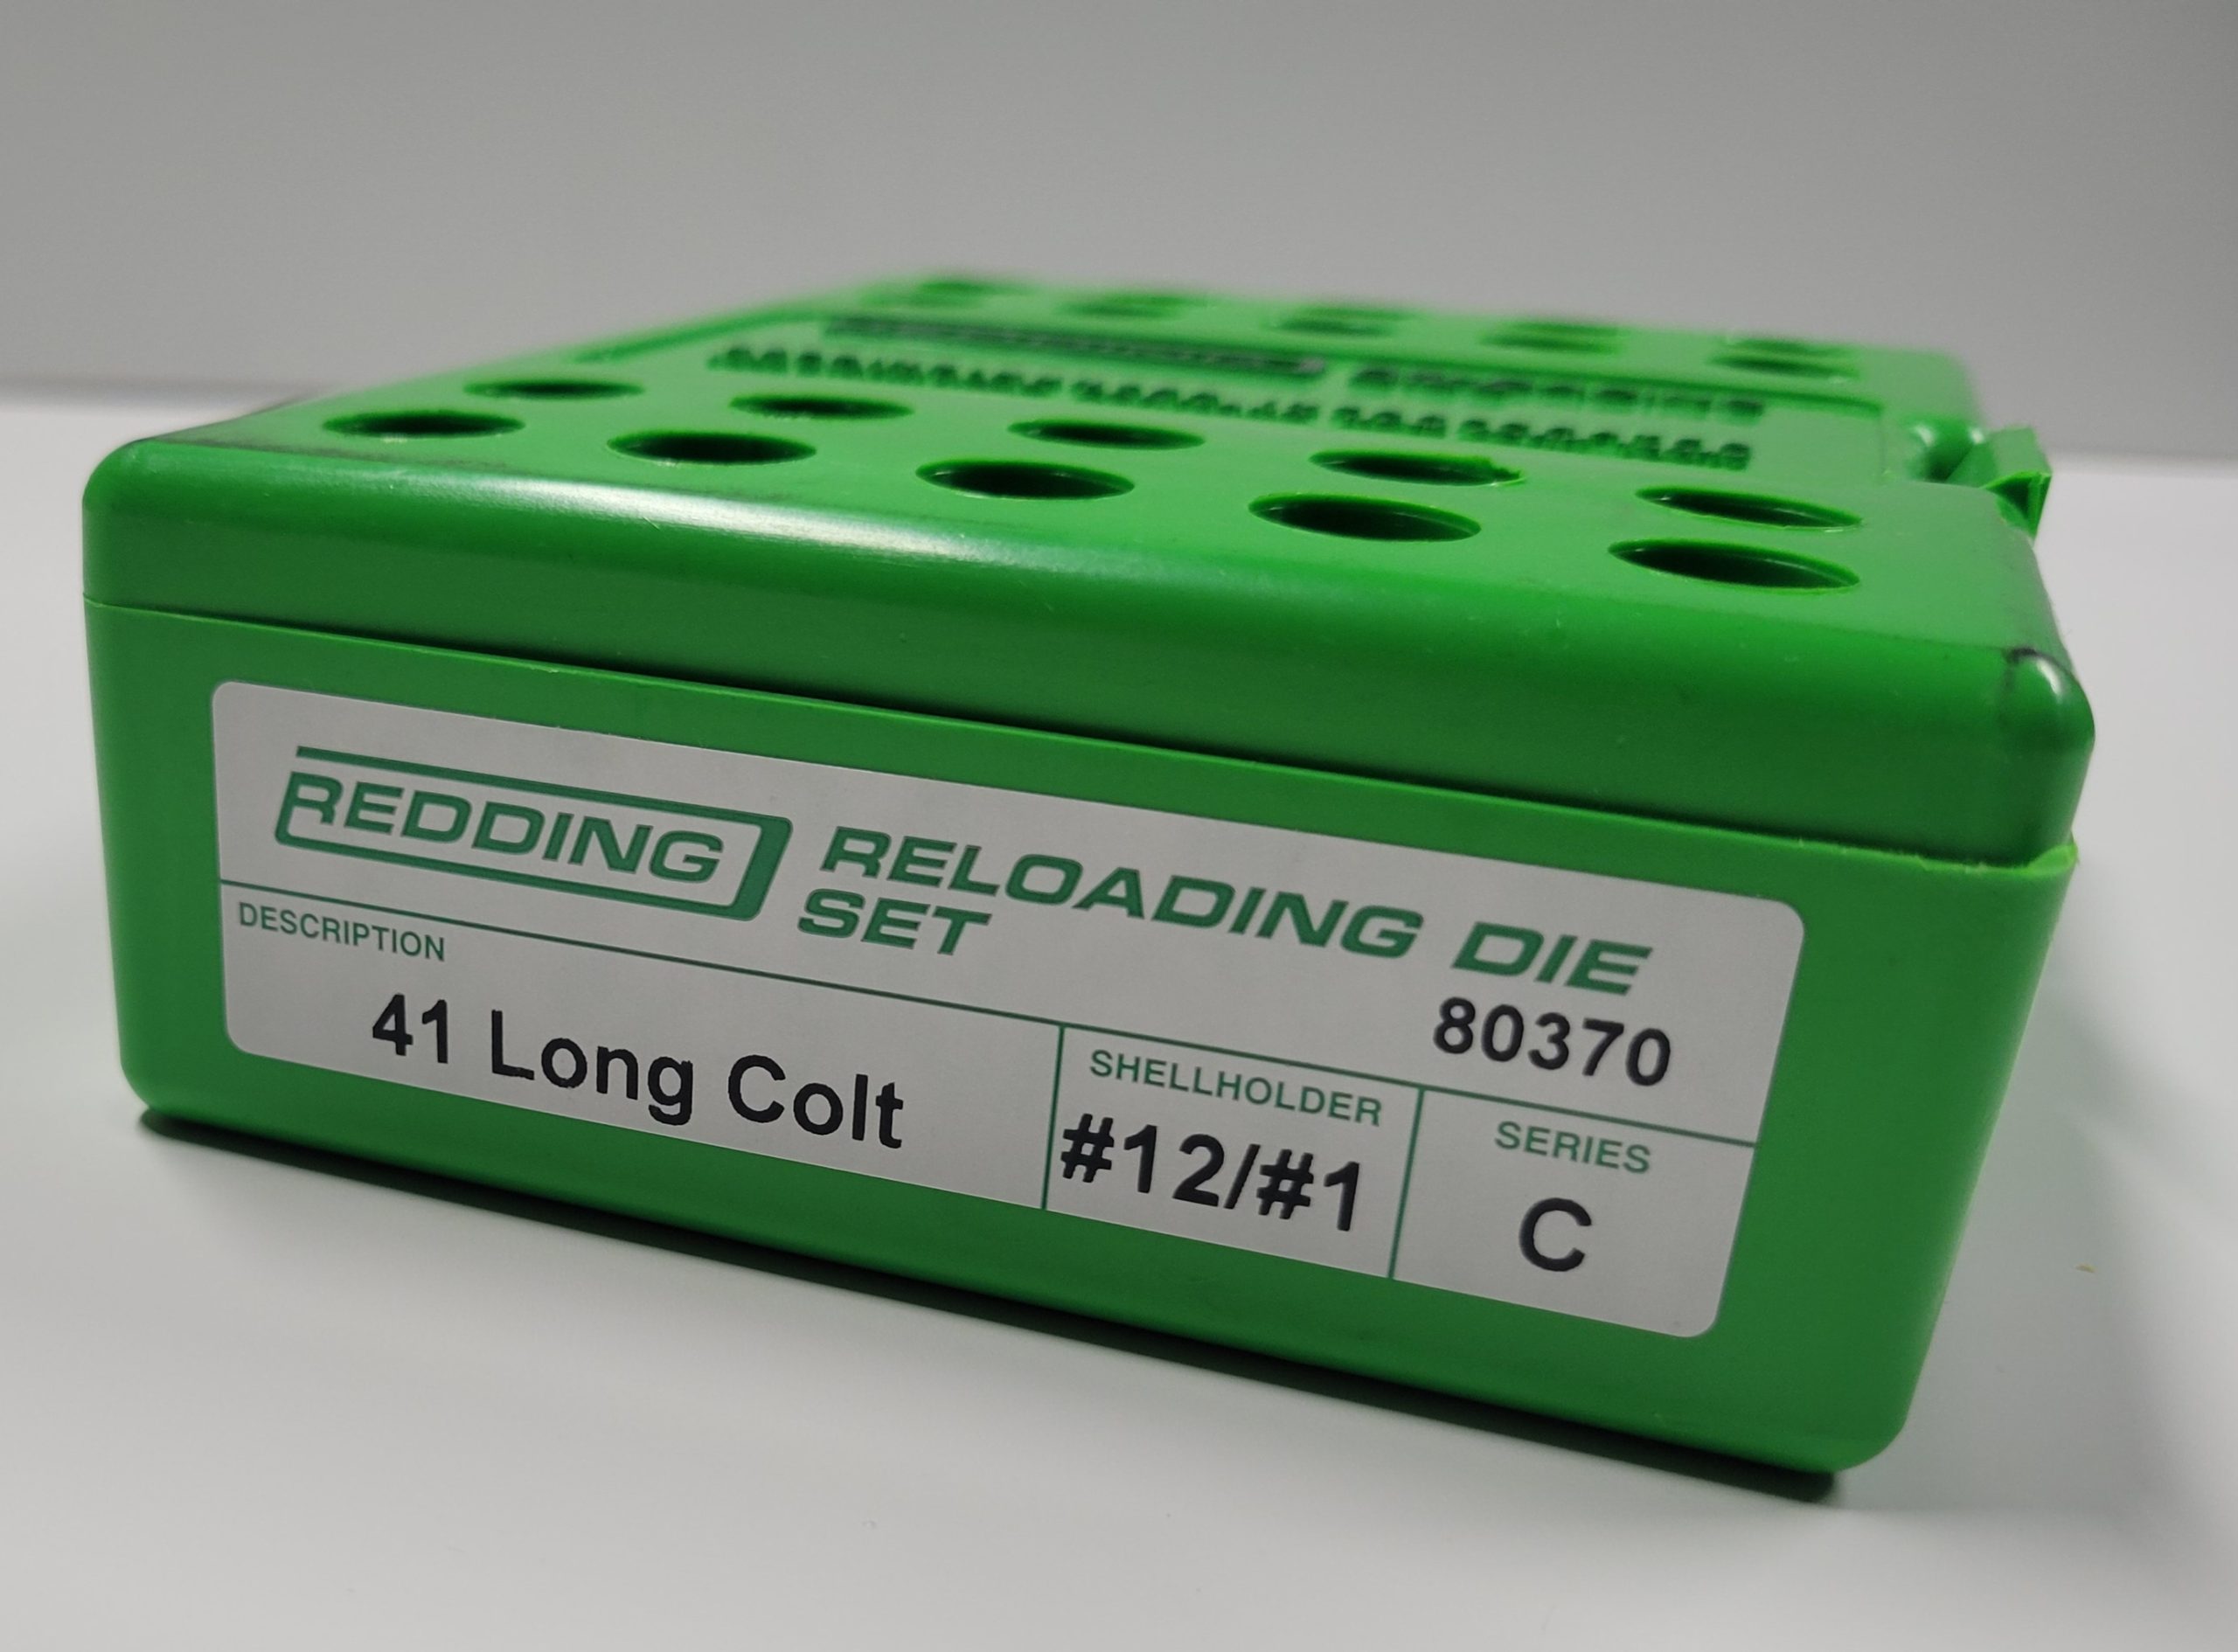 REDDING RELOADING DIE
SET
80370
DESCRIPTION
41 Long Colt
SHELLHOLDER
#12/#1
SERIES
C